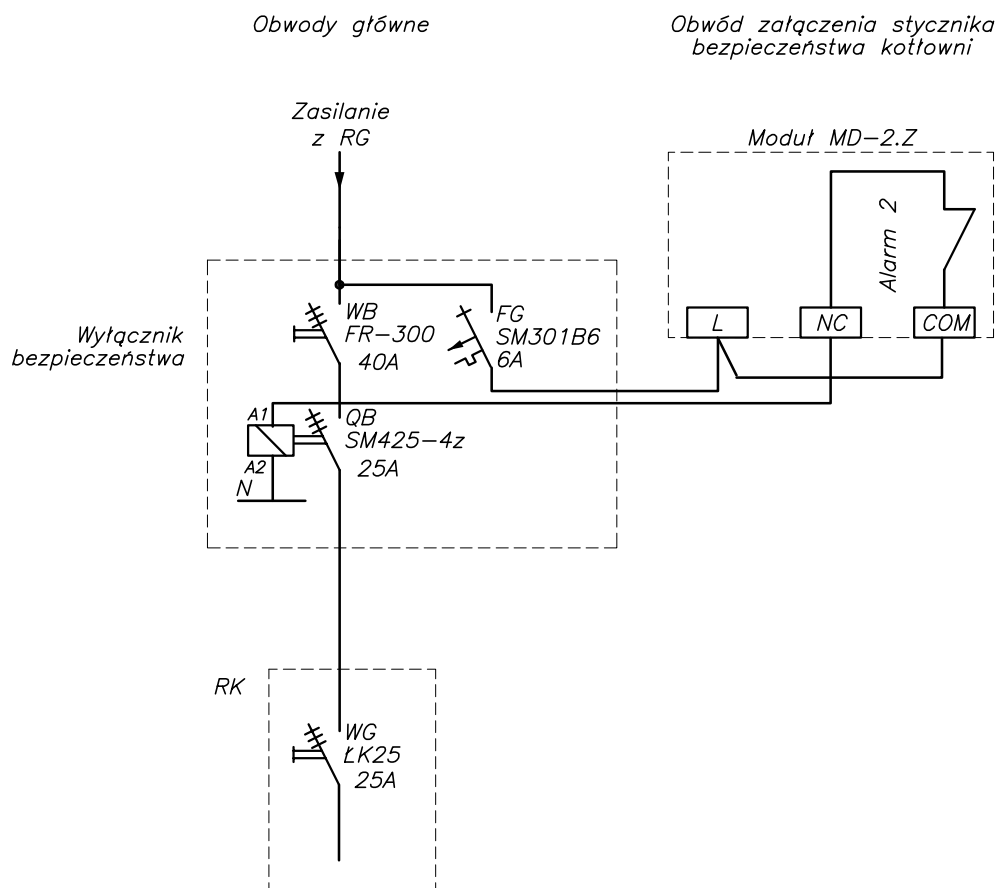 Obwody główne
Obwód załączenia stycznika
bezpieczeństwa kotłowni
Zasilanie
z RG
Moduł MD-2.Z
Alarm 2
L
NC
COM
Wyłącznik
bezpieczeństwa
WB
FR-300
40A
FG
SM301B6
6A
A1
A2
N
QB
SM425-4z
25A
RK
WG
ŁK25
25A